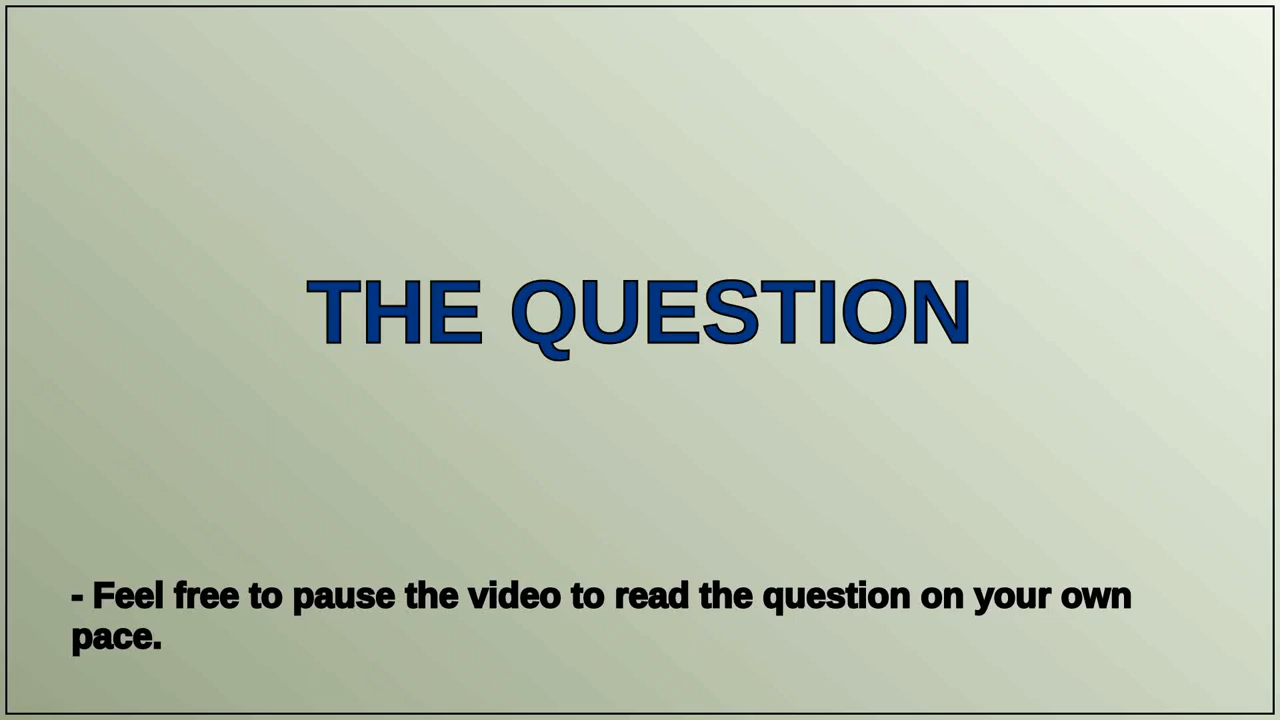 THE QUESTION
- Feel free to pause the video to read the question on your own
pace.